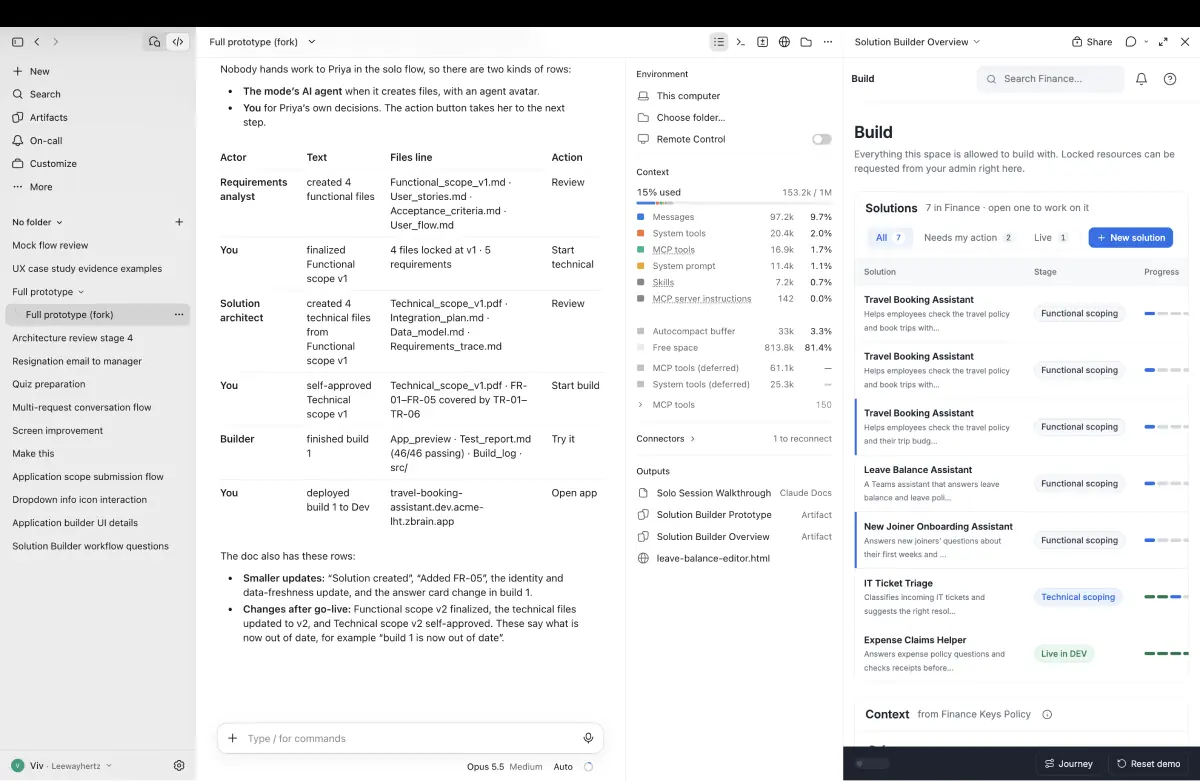 New
Search
Artifacts
On-call
Customize
More
No folder
Mock flow review
UX case study evidence examples
Full prototype
Full prototype (fork)
Architecture review stage 4
Resignation email to manager
Quiz preparation
Multi-request conversation flow
Screen improvement
Make this
Application scope submission flow
Dropdown info icon interaction
Application builder UI details
Solution Builder workflow questions
V Viv · Leewayhertz
Full prototype (fork)
Nobody hands work to Priya in the solo flow, so there are two kinds of rows:
• The mode's AI agent when it creates files, with an agent avatar.
• You for Priya's own decisions. The action button takes her to the next
step.
Actor Text Files line Action
Requirements created 4 Functional_scope_v1.md · Review
analyst functional files User_stories.md ·
Acceptance_criteria.md ·
User_flow.md
You finalized 4 files locked at v1 · 5 Start
Functional requirements technical
scope v1
Solution created 4 Technical_scope_v1.pdf · Review
architect technical files Integration_plan.md ·
from Data_model.md ·
Functional Requirements_trace.md
scope v1
You self-approved Technical_scope_v1.pdf · FR- Start build
Technical 01–FR-05 covered by TR-01–
scope v1 TR-06
Builder finished build App_preview · Test_report.md Try it
1 (46/46 passing) · Build_log ·
src/
You deployed travel-booking- Open app
build 1 to Dev assistant.dev.acme-
lht.zbrain.app
The doc also has these rows:
• Smaller updates: “Solution created”, “Added FR-05”, the identity and
data-freshness update, and the answer card change in build 1.
• Changes after go-live: Functional scope v2 finalized, the technical files
updated to v2, and Technical scope v2 self-approved. These say what is
now out of date, for example “build 1 is now out of date”.
Type / for commands
Opus 5.5 Medium Auto
Environment
This computer
Choose folder...
Remote Control
Context
15% used 153.2k / 1M
Messages 97.2k 9.7%
System tools 20.4k 2.0%
MCP tools 16.9k 1.7%
System prompt 11.4k 1.1%
Skills 7.2k 0.7%
MCP server instructions 142 0.0%
Autocompact buffer 33k 3.3%
Free space 813.8k 81.4%
MCP tools (deferred) 61.1k —
System tools (deferred) 25.3k —
MCP tools 150
Connectors 1 to reconnect
Outputs
Solo Session Walkthrough Claude Docs
Solution Builder Prototype Artifact
Solution Builder Overview Artifact
leave-balance-editor.html
Solution Builder Overview Share
Build Search Finance...
Build
Everything this space is allowed to build with. Locked resources can be
requested from your admin right here.
Solutions 7 in Finance · open one to work on it
All 7 Needs my action 2 Live 1 + New solution
Solution Stage Progress
Travel Booking Assistant
Helps employees check the travel policy
and book trips with...
Functional scoping
Travel Booking Assistant
Helps employees check the travel policy
and book trips with...
Functional scoping
Travel Booking Assistant
Helps employees check the travel policy
and their trip budg...
Functional scoping
Leave Balance Assistant
A Teams assistant that answers leave
balance and leave poli...
Functional scoping
New Joiner Onboarding Assistant
Answers new joiners' questions about
their first weeks and ...
Functional scoping
IT Ticket Triage
Classifies incoming IT tickets and
suggests the right resol...
Technical scoping
Expense Claims Helper
Answers expense policy questions and
checks receipts before...
Live in DEV
Context from Finance Keys Policy
Journey Reset demo